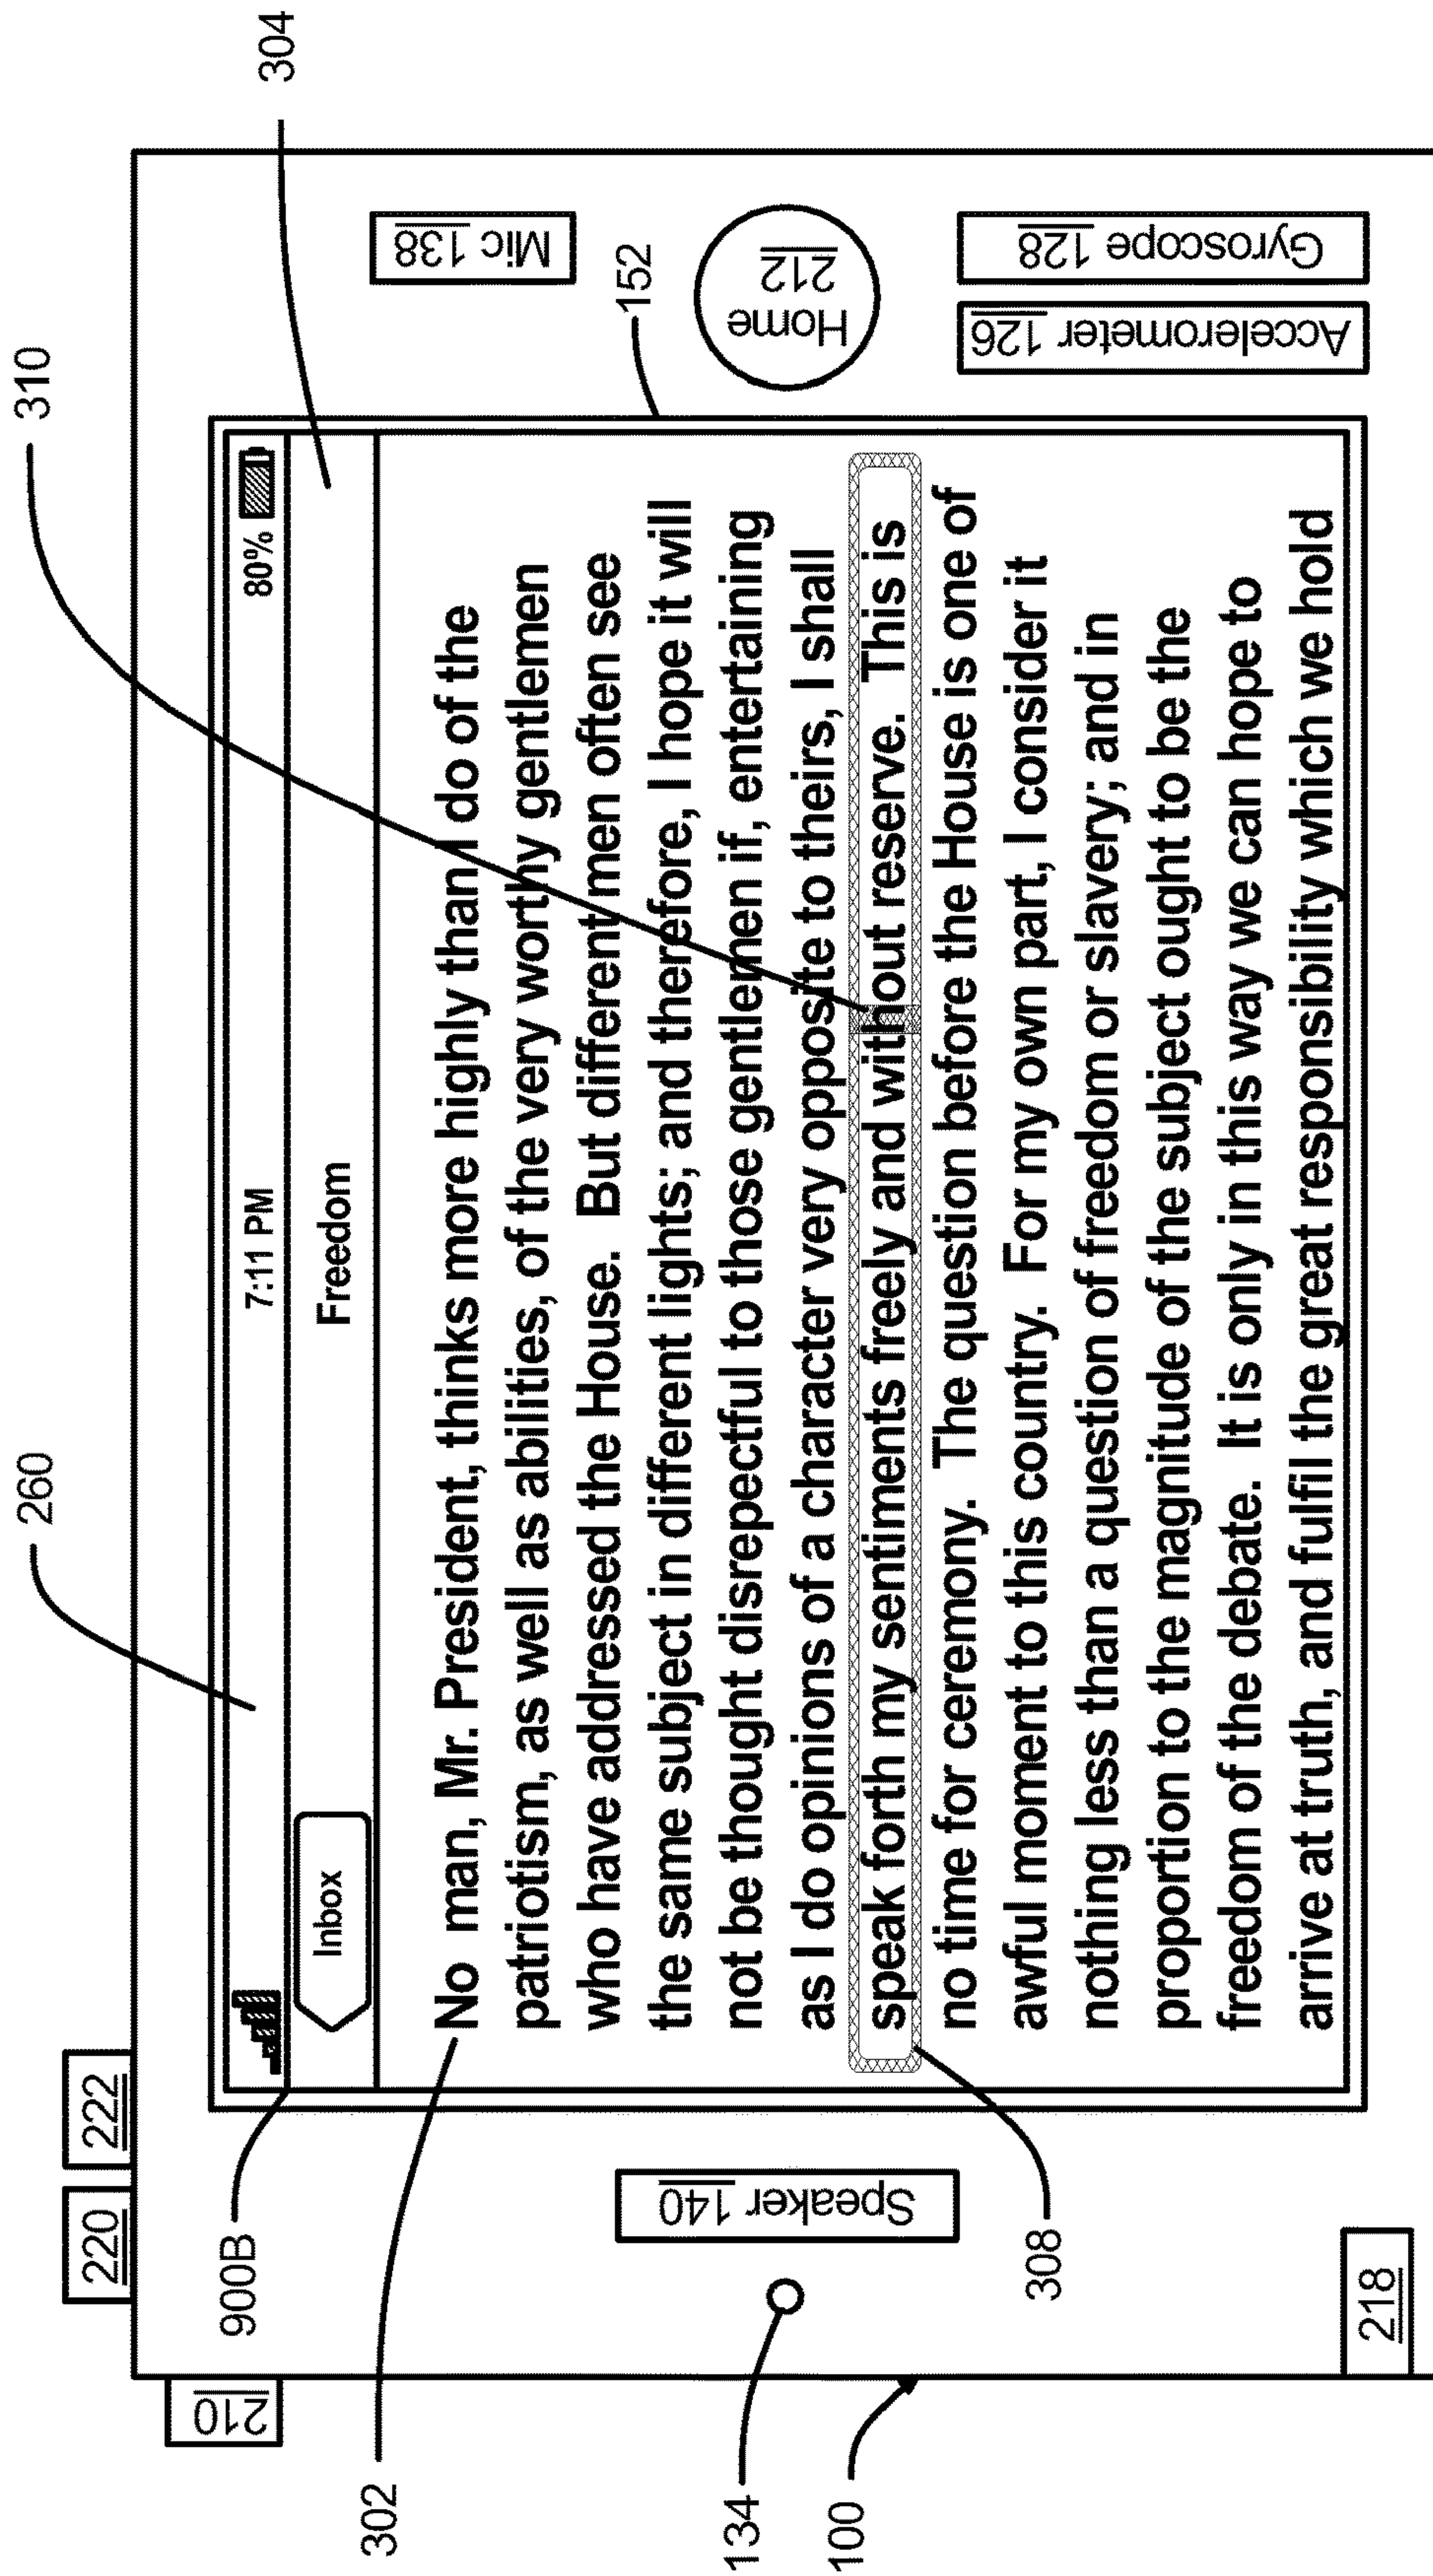 310
304
260
220
222
210
900B
302
7:11 PM
80%
Inbox
Freedom
No man, Mr. President, thinks more highly than I do of the
patriotism, as well as abilities, of the very worthy gentlemen
who have addressed the House.  But different men often see
the same subject in different lights; and therefore, I hope it will
not be thought disrepectful to those gentlemen if, entertaining
as I do opinions of a character very opposite to theirs, I shall
speak forth my sentiments freely and without reserve.  This is
no time for ceremony.  The question before the House is one of
awful moment to this country.  For my own part, I consider it
nothing less than a question of freedom or slavery; and in
proportion to the magnitude of the subject ought to be the
freedom of the debate.  It is only in this way we can hope to
arrive at truth, and fulfil the great responsibility which we hold
Mic 138
152
Home
212
Accelerometer 126
Gyroscope 128
Speaker 140
134
100
308
218